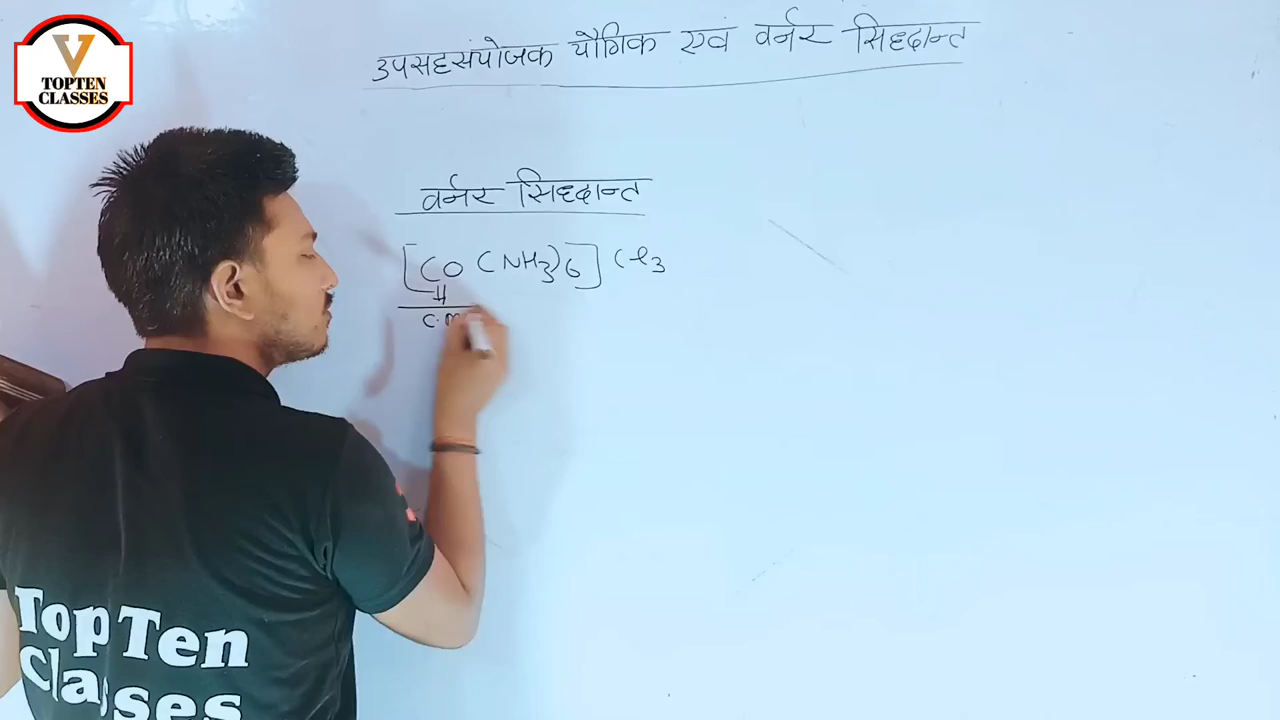 V
TOPTEN
CLASSES
उपसहसंयोजक यौगिक एवं वर्नर सिद्धान्त
वर्नर सिद्धान्त
[CO (NH3)6] Cl3
C.M
TopTen
Classes